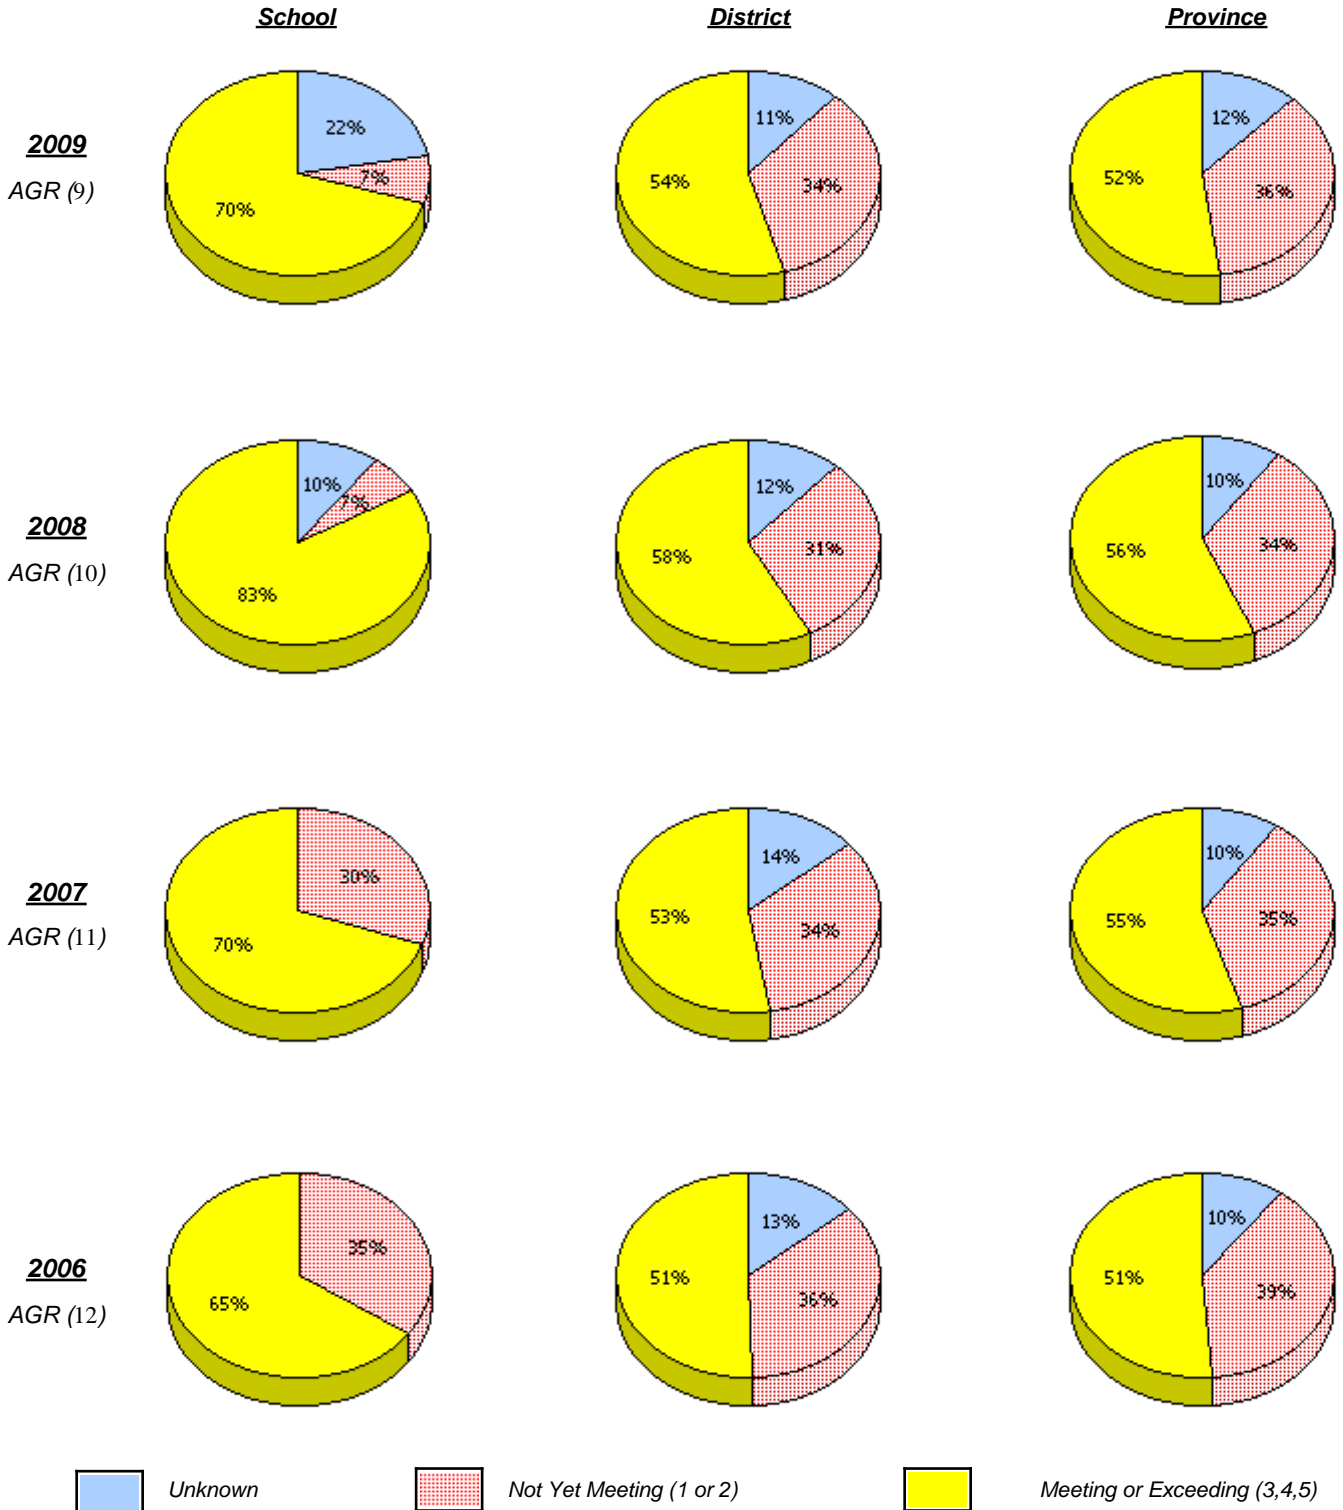 School District Province
22% 11% 12%
2009
7% 34% 36%
AGR (9)
70% 54% 52%
10% 12% 10%
7% 31% 34%
2008
58% 56%
AGR (10)
83%
30% 14% 10%
2007
70% 53% 34% 55% 35%
AGR (11)
35% 13% 10%
2006
65% 51% 36% 51% 39%
AGR (12)
Unknown Not Yet Meeting (1 or 2) Meeting or Exceeding (3,4,5)